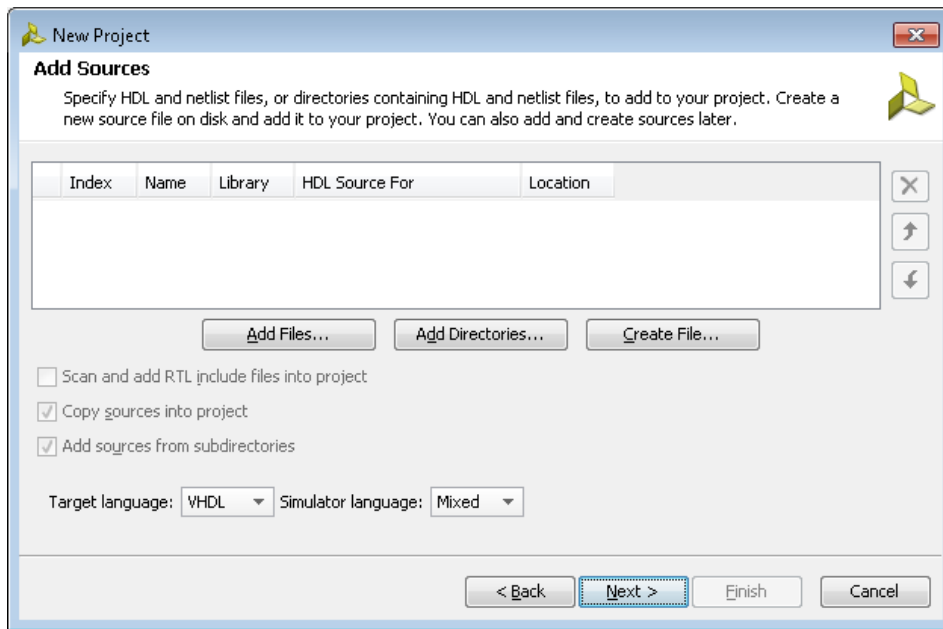 New Project
Add Sources
Specify HDL and netlist files, or directories containing HDL and netlist files, to add to your project. Create a
new source file on disk and add it to your project. You can also add and create sources later.
Index Name Library HDL Source For Location
Add Files... Add Directories... Create File...
Scan and add RTL include files into project
Copy sources into project
Add sources from subdirectories
Target language: VHDL Simulator language: Mixed
< Back Next > Finish Cancel